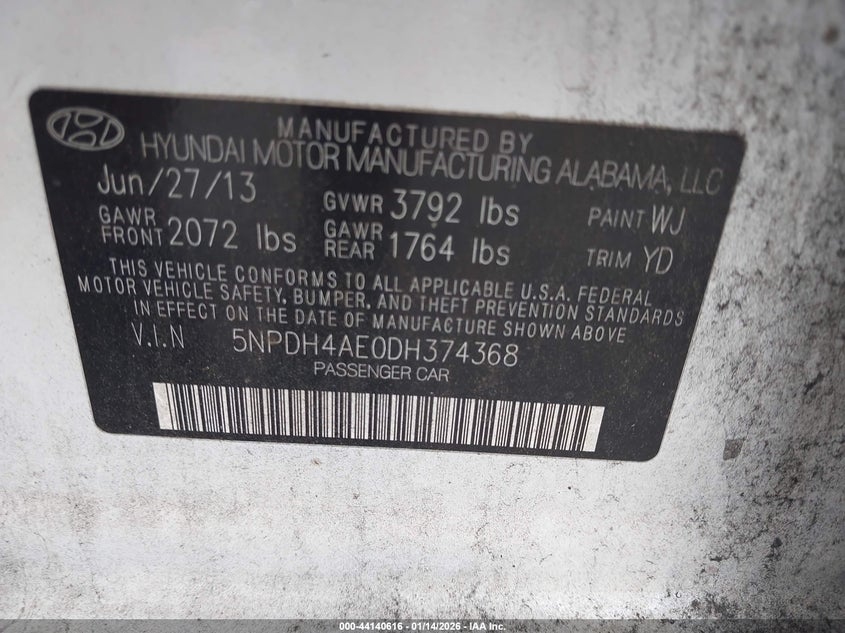 MANUFACTURED BY
HYUNDAI MOTOR MANUFACTURING ALABAMA, LLC
Jun/27/13 GVWR 3792 lbs PAINT WJ
GAWR FRONT 2072 lbs GAWR REAR 1764 lbs TRIM YD
THIS VEHICLE CONFORMS TO ALL APPLICABLE U.S.A. FEDERAL
MOTOR VEHICLE SAFETY, BUMPER, AND THEFT PREVENTION STANDARDS
IN EFFECT ON THE DATE OF MANUFACTURE SHOWN ABOVE.
V.I.N 5NPDH4AE0DH374368
PASSENGER CAR
000-44140616 - 01/14/2026 - IAA Inc.